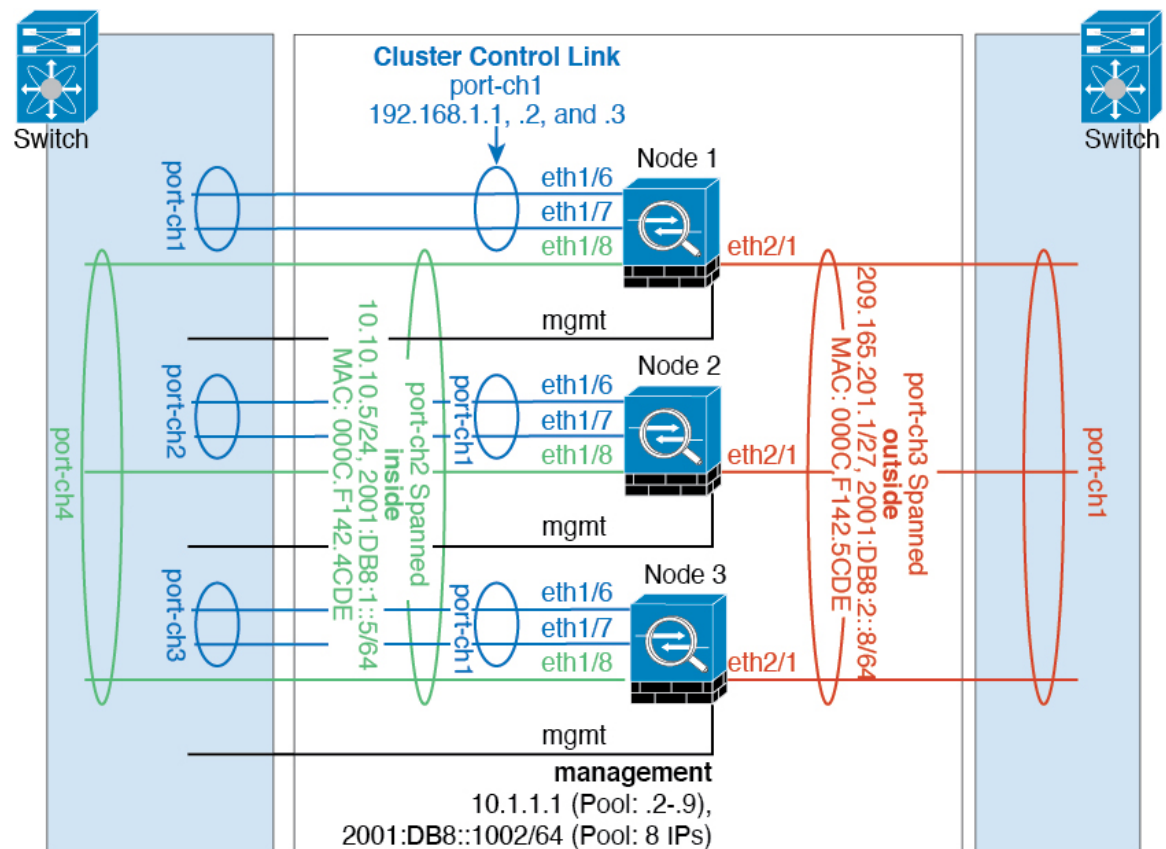 Switch
Switch
Cluster Control Link
port-ch1
192.168.1.1, .2, and .3
Node 1
port-ch1
eth1/6
eth1/7
eth1/8
eth2/1
mgmt
Node 2
port-ch2
port-ch1
eth1/6
eth1/7
eth1/8
eth2/1
mgmt
Node 3
port-ch3
port-ch1
eth1/6
eth1/7
eth1/8
eth2/1
mgmt
port-ch4
port-ch2 Spanned
inside
10.10.10.5/24, 2001:DB8:1::5/64
MAC: 000C.F142.4CDE
port-ch3 Spanned
outside
209.165.201.1/27, 2001:DB8:2::8/64
MAC: 000C.F142.5CDE
port-ch1
management
10.1.1.1 (Pool: .2-.9),
2001:DB8::1002/64 (Pool: 8 IPs)